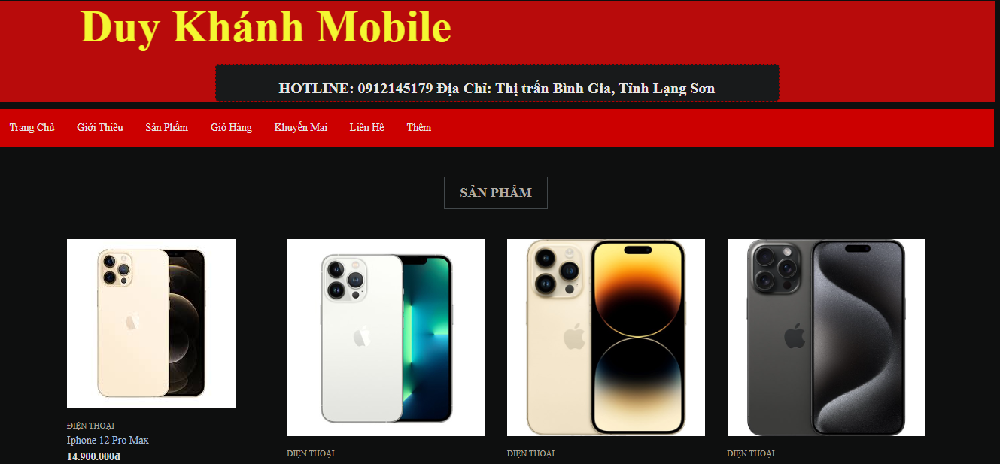 Duy Khánh Mobile
HOTLINE: 0912145179 Địa Chỉ: Thị trấn Bình Gia, Tỉnh Lạng Sơn
Trang Chủ Giới Thiệu Sản Phẩm Giỏ Hàng Khuyến Mại Liên Hệ Thêm
SẢN PHẨM
ĐIỆN THOẠI
Iphone 12 Pro Max
14.900.000đ
ĐIỆN THOẠI
ĐIỆN THOẠI
ĐIỆN THOẠI